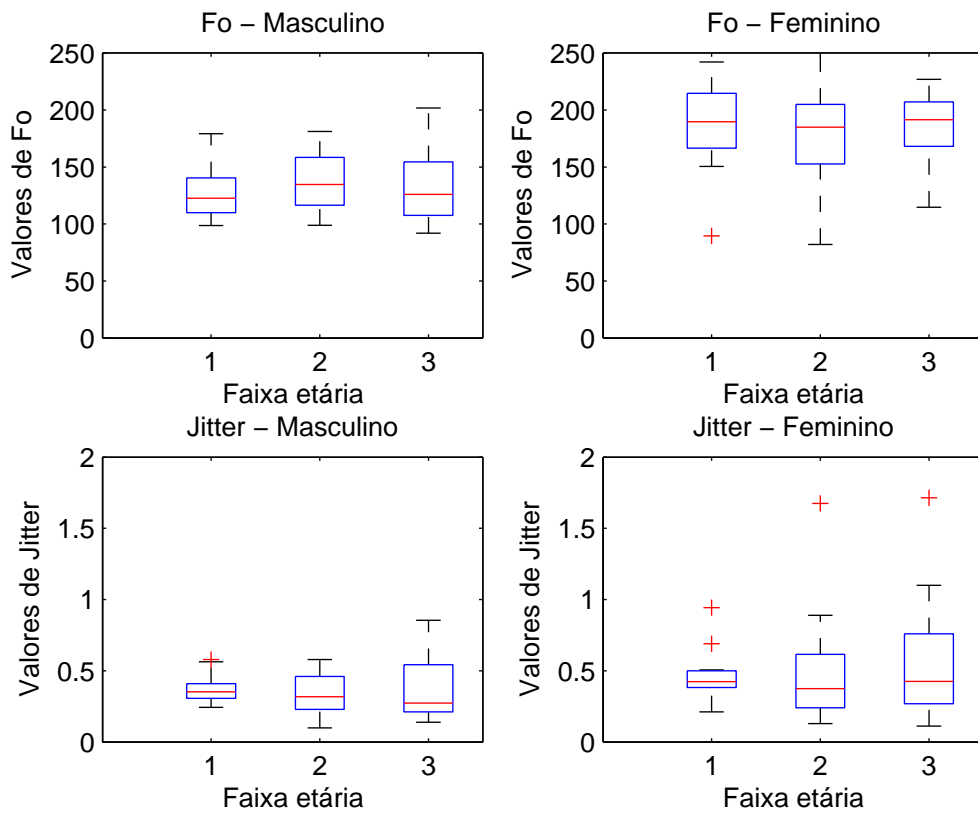 Fo – Masculino
250
200
150
100
50
0
Valores de Fo
1 2 3
Faixa etária
Fo – Feminino
250
200
150
100
50
0
Valores de Fo
1 2 3
Faixa etária
Jitter – Masculino
2
1.5
1
0.5
0
Valores de Jitter
1 2 3
Faixa etária
Jitter – Feminino
2
1.5
1
0.5
0
Valores de Jitter
1 2 3
Faixa etária